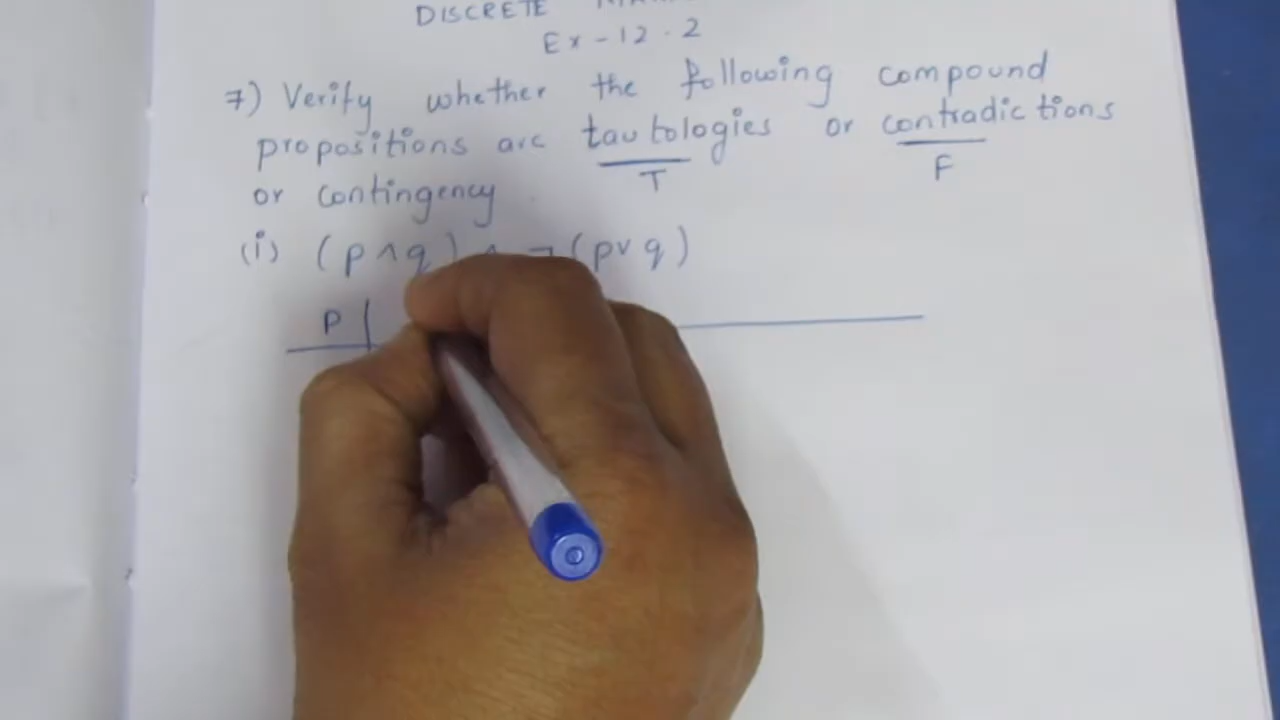 DISCRETE
Ex - 12.2
7) Verify whether the following compound
propositions are tautologies or contradictions
T F
or contingency
(i) (p ∧ q) ∧ ¬ (p ∨ q)
P